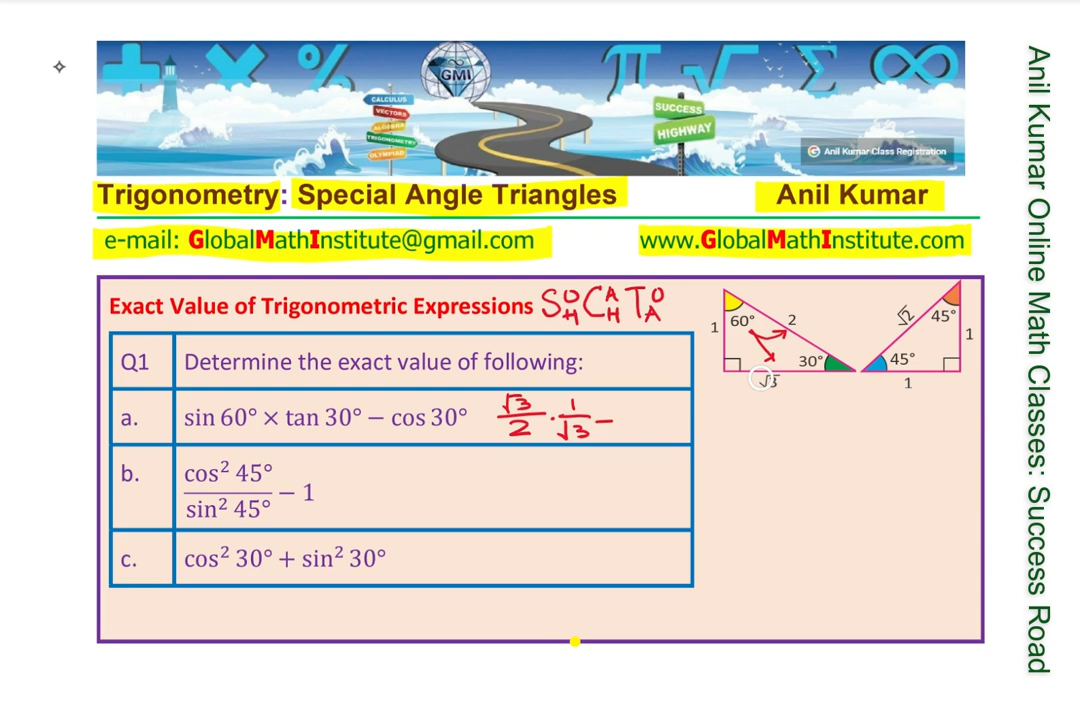 GMI
CALCULUS
VECTORS
ALGEBRA
TRIGONOMETRY
OLYMPIAD
SUCCESS
HIGHWAY
Anil Kumar Class Registration
Trigonometry: Special Angle Triangles Anil Kumar
e-mail: GlobalMathInstitute@gmail.com www.GlobalMathInstitute.com
Exact Value of Trigonometric Expressions S O/H C A/H T O/A
Q1 Determine the exact value of following:
a. sin 60° × tan 30° − cos 30° √3/2 · 1/√3 −
b. cos² 45° / sin² 45° − 1
c. cos² 30° + sin² 30°
1 60° 2 30° √3
√2 45° 1 45° 1
Anil Kumar Online Math Classes: Success Road